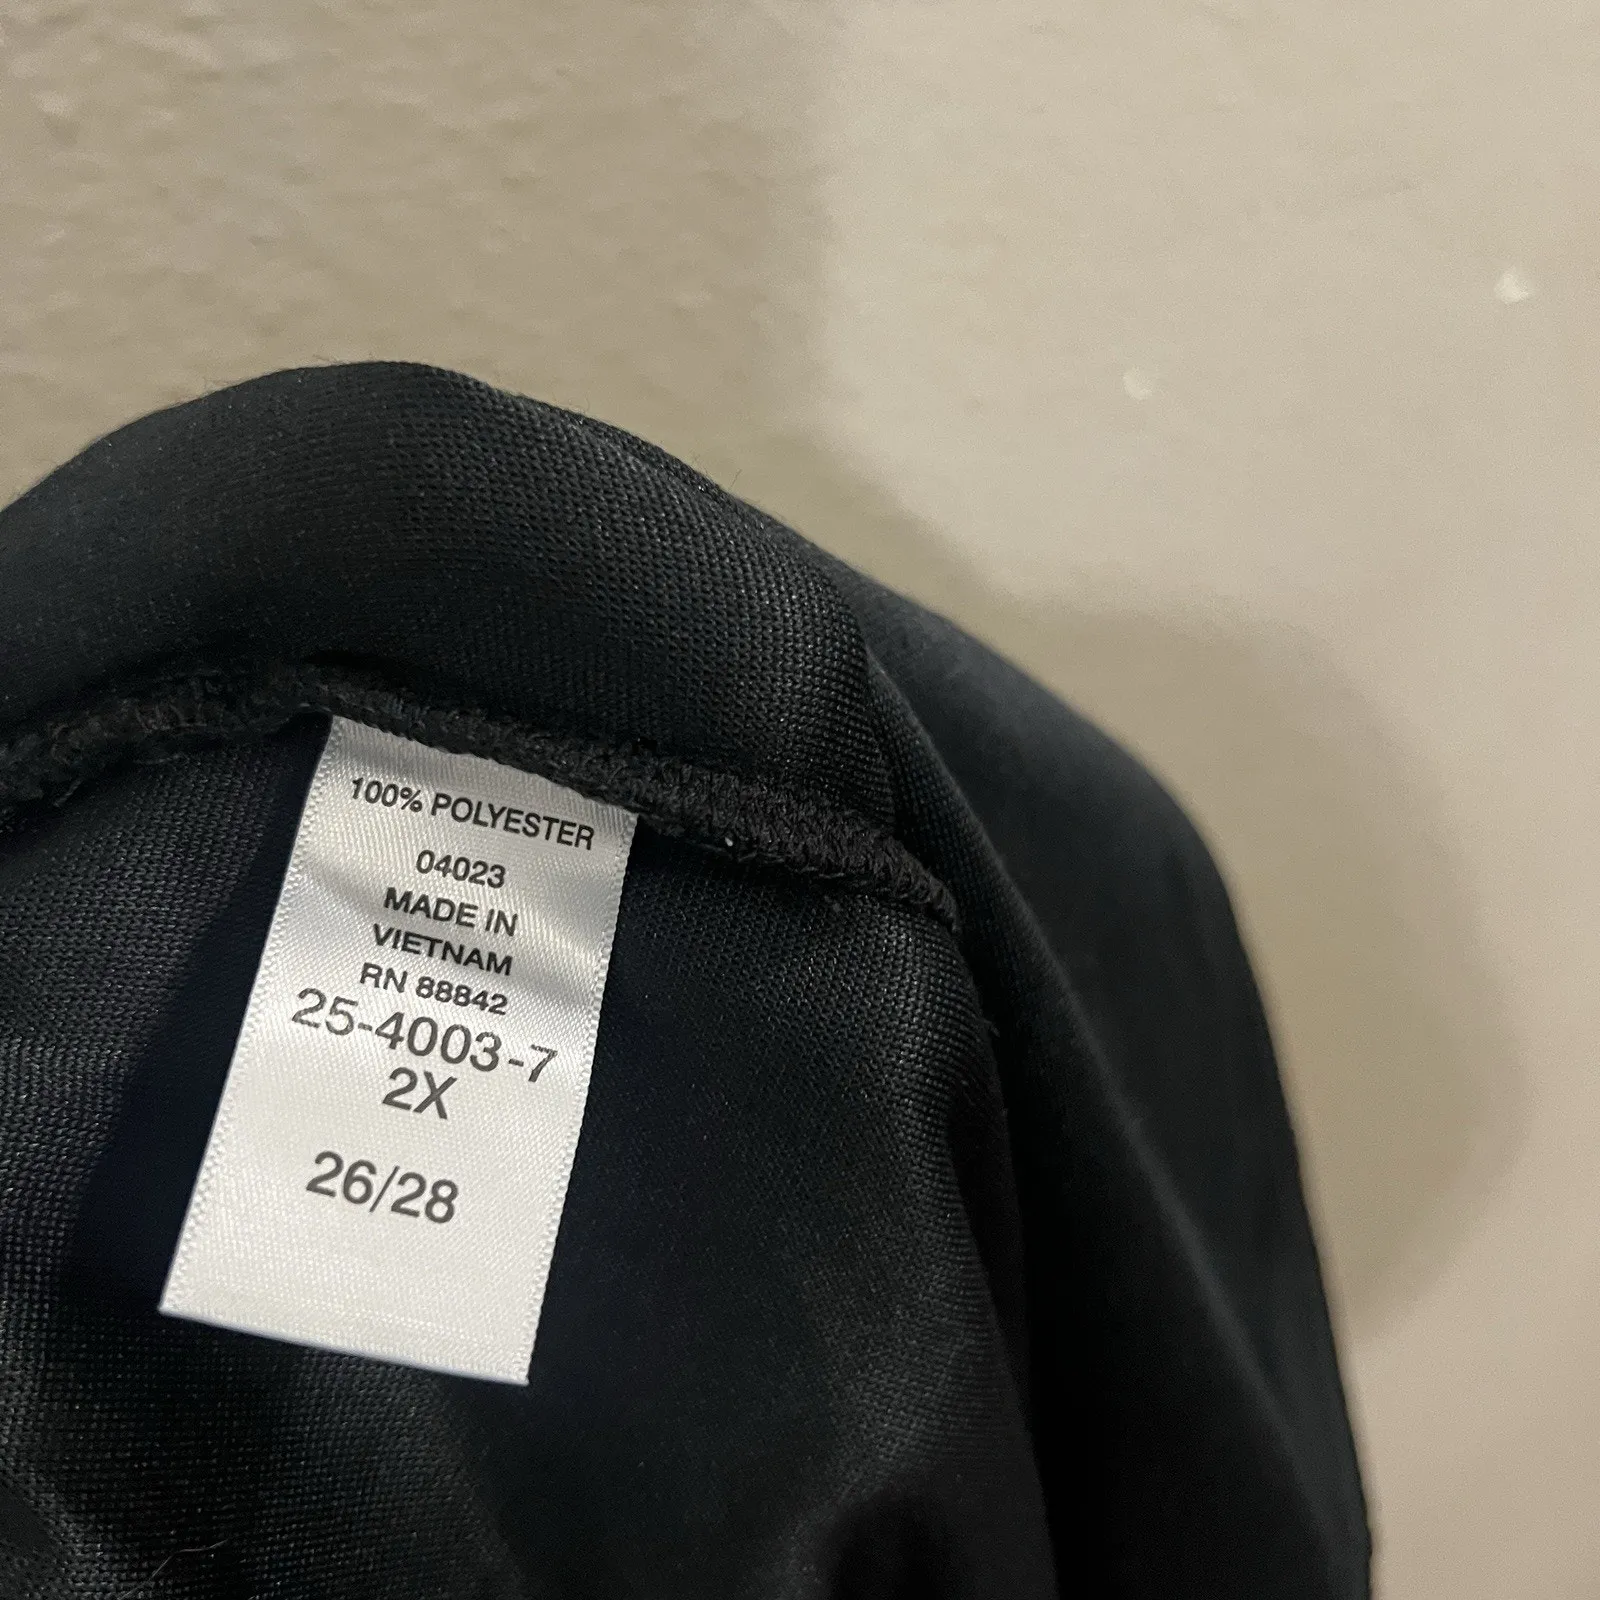 100% POLYESTER
04023
MADE IN
VIETNAM
RN 88842
25-4003-7
2X
26/28